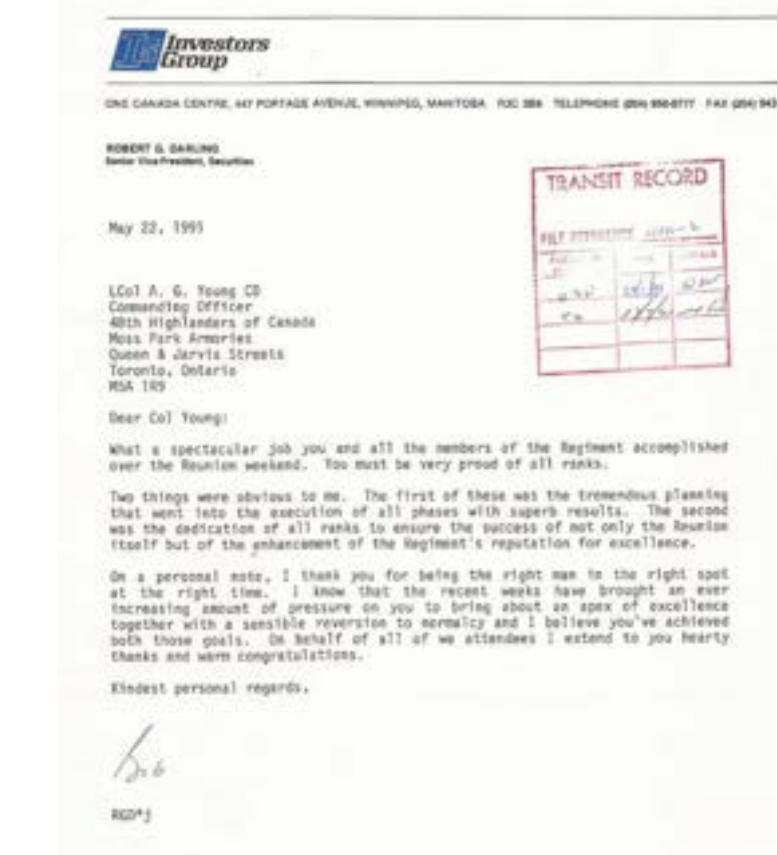 Investors
Group
ONE CANADA CENTRE, 447 PORTAGE AVENUE, WINNIPEG, MANITOBA R3C 3B6 TELEPHONE (204) FAX (204) 943
ROBERT G. DARLING
Senior Vice-President, Securities
TRANSIT RECORD
May 22, 1991
FILE REFERENCE
LCol A. G. Young CD
Commanding Officer
48th Highlanders of Canada
Moss Park Armories
Queen & Jarvis Streets
Toronto, Ontario
M5A 1R9
Dear Col Young:
What a spectacular job you and all the members of the Regiment accomplished
over the Reunion weekend. You must be very proud of all ranks.
Two things were obvious to me. The first of these was the tremendous planning
that went into the execution of all phases with superb results. The second
was the dedication of all ranks to ensure the success of not only the Reunion
itself but of the enhancement of the Regiment's reputation for excellence.
On a personal note, I thank you for being the right man in the right spot
at the right time. I know that the recent weeks have brought an ever
increasing amount of pressure on you to bring about an apex of excellence
together with a sensible reversion to normalcy and I believe you've achieved
both those goals. On behalf of all of we attendees I extend to you hearty
thanks and warm congratulations.
Kindest personal regards,
Bob
RGD*j